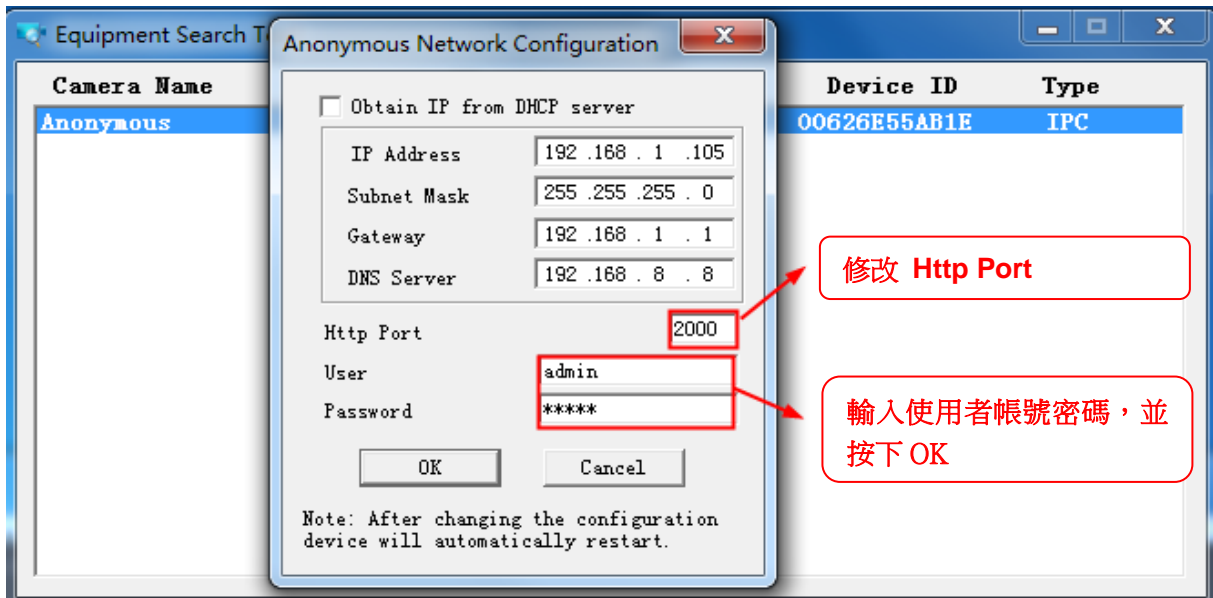 Equipment Search T
Anonymous Network Configuration
Camera Name
Device ID
Type
Anonymous
00626E55AB1E
IPC
Obtain IP from DHCP server
IP Address 192 .168 . 1 .105
Subnet Mask 255 .255 .255 . 0
Gateway 192 .168 . 1 . 1
DNS Server 192 .168 . 8 . 8
Http Port 2000
User admin
Password *****
OK
Cancel
Note: After changing the configuration
device will automatically restart.
修改 Http Port
輸入使用者帳號密碼，並
按下 OK